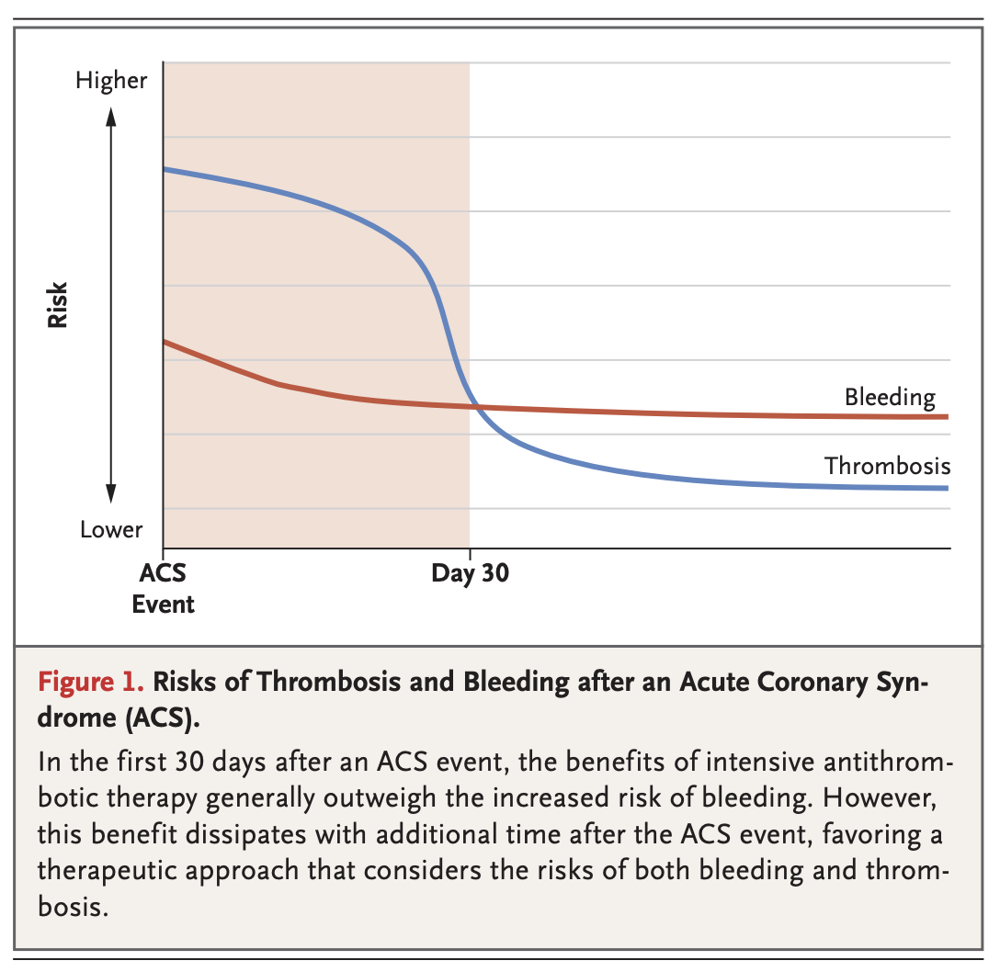 Higher
Risk
Lower
Bleeding
Thrombosis
ACS
Event
Day 30
Figure 1. Risks of Thrombosis and Bleeding after an Acute Coronary Syn-
drome (ACS).
In the first 30 days after an ACS event, the benefits of intensive antithrom-
botic therapy generally outweigh the increased risk of bleeding. However,
this benefit dissipates with additional time after the ACS event, favoring a
therapeutic approach that considers the risks of both bleeding and throm-
bosis.